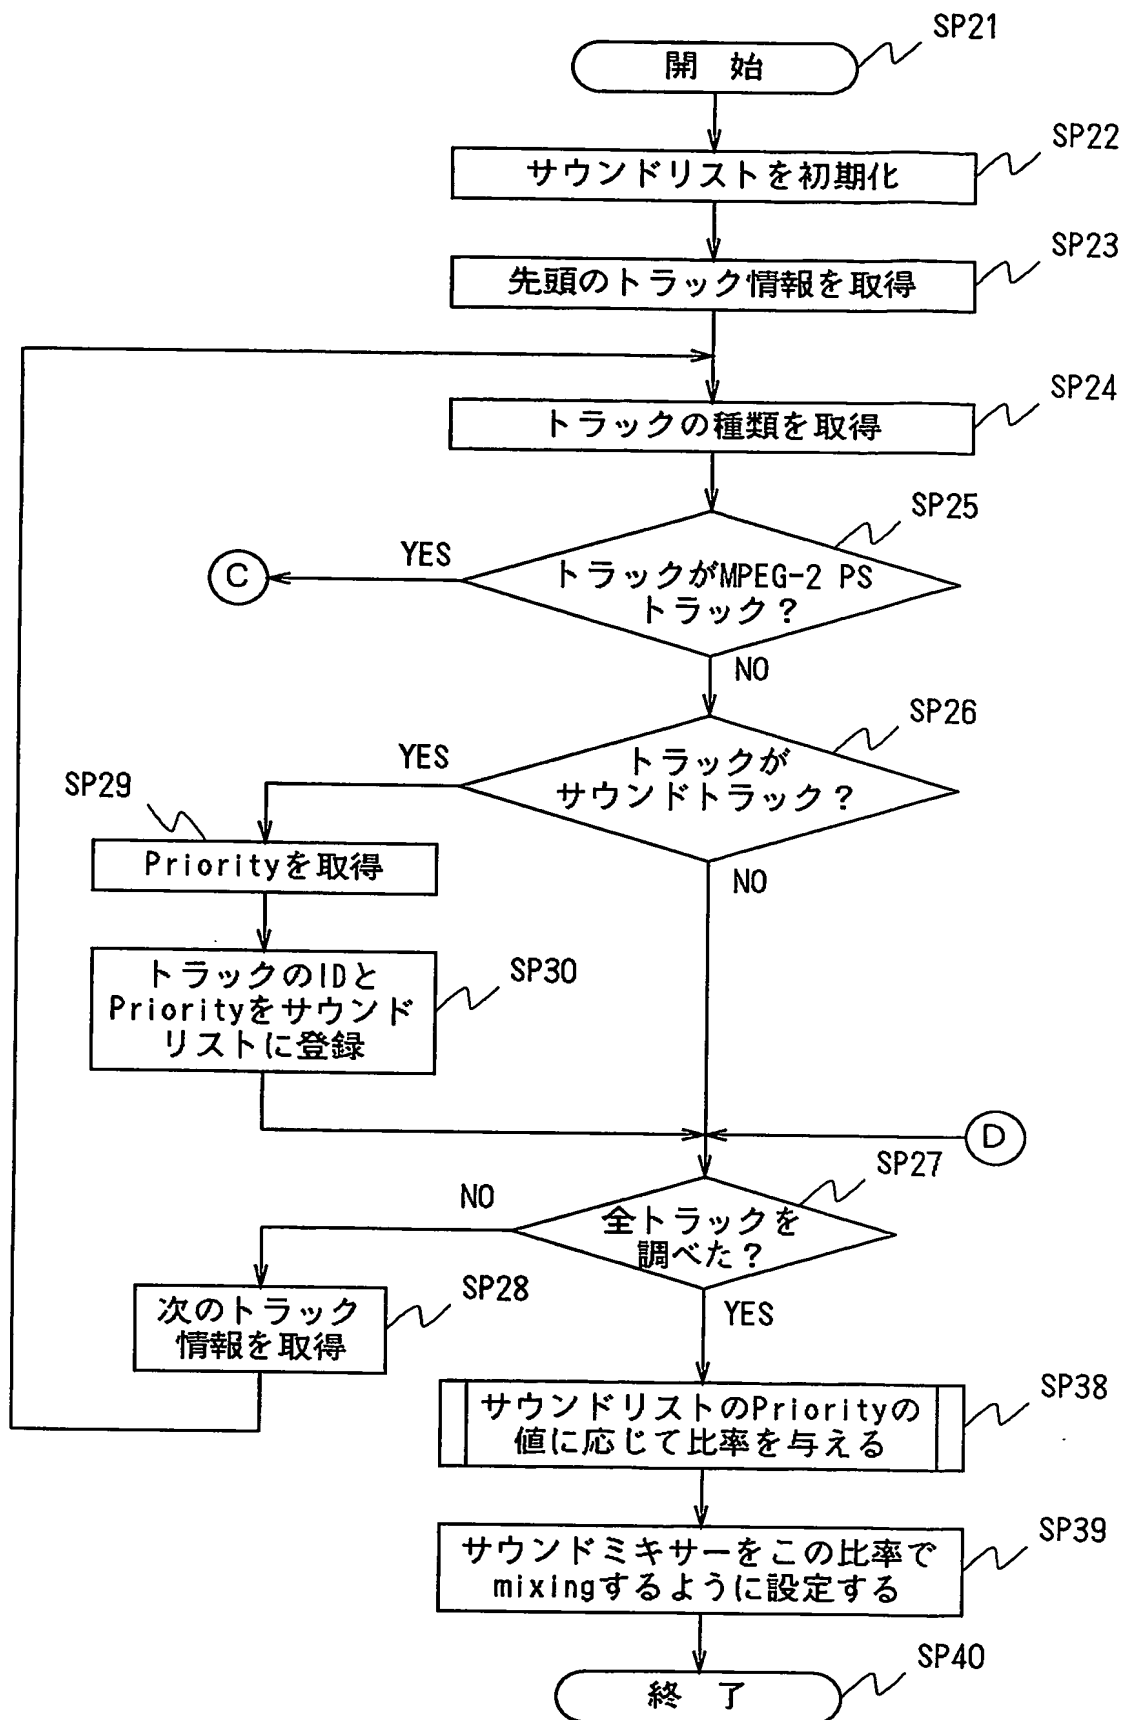 SP21
開 始
SP22
サウンドリストを初期化
SP23
先頭のトラック情報を取得
SP24
トラックの種類を取得
SP25
YES
C
トラックがMPEG-2 PS
トラック？
NO
SP26
YES
トラックが
サウンドトラック？
SP29
Priorityを取得
NO
トラックのIDと
Priorityをサウンド
リストに登録
SP30
D
SP27
NO
全トラックを
調べた？
SP28
次のトラック
情報を取得
YES
SP38
サウンドリストのPriorityの
値に応じて比率を与える
SP39
サウンドミキサーをこの比率で
mixingするように設定する
SP40
終 了